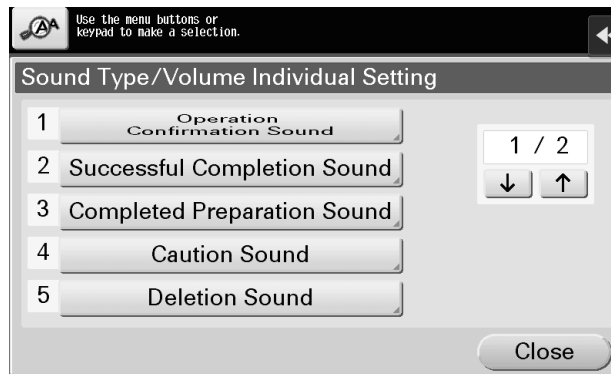 AA
Use the menu buttons or
keypad to make a selection.
Sound Type/Volume Individual Setting
1 Operation
Confirmation Sound
2 Successful Completion Sound
3 Completed Preparation Sound
4 Caution Sound
5 Deletion Sound
1 / 2
↓ ↑
Close